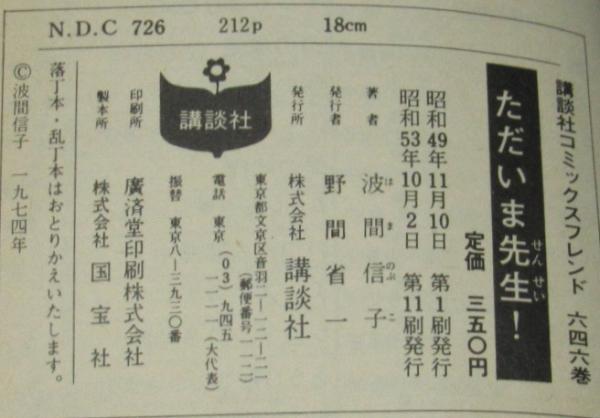 N.D.C 726 212p 18cm
講談社コミックスフレンド 六四六巻
ただいま先生！
せんせい
定価 三五〇円
昭和49年11月10日 第1刷発行
昭和53年10月2日 第11刷発行
著者 波間信子
はまのぶこ
発行者 野間省一
発行所 株式会社 講談社
東京都文京区音羽二―一二―二一
(郵便番号一一二)
電話 東京(03)九四五
一一一一(大代表)
振替 東京八―三九三〇番
講談社
印刷所 廣済堂印刷株式会社
製本所 株式会社 国宝社
落丁本・乱丁本はおとりかえいたします。
©波間信子 一九七四年